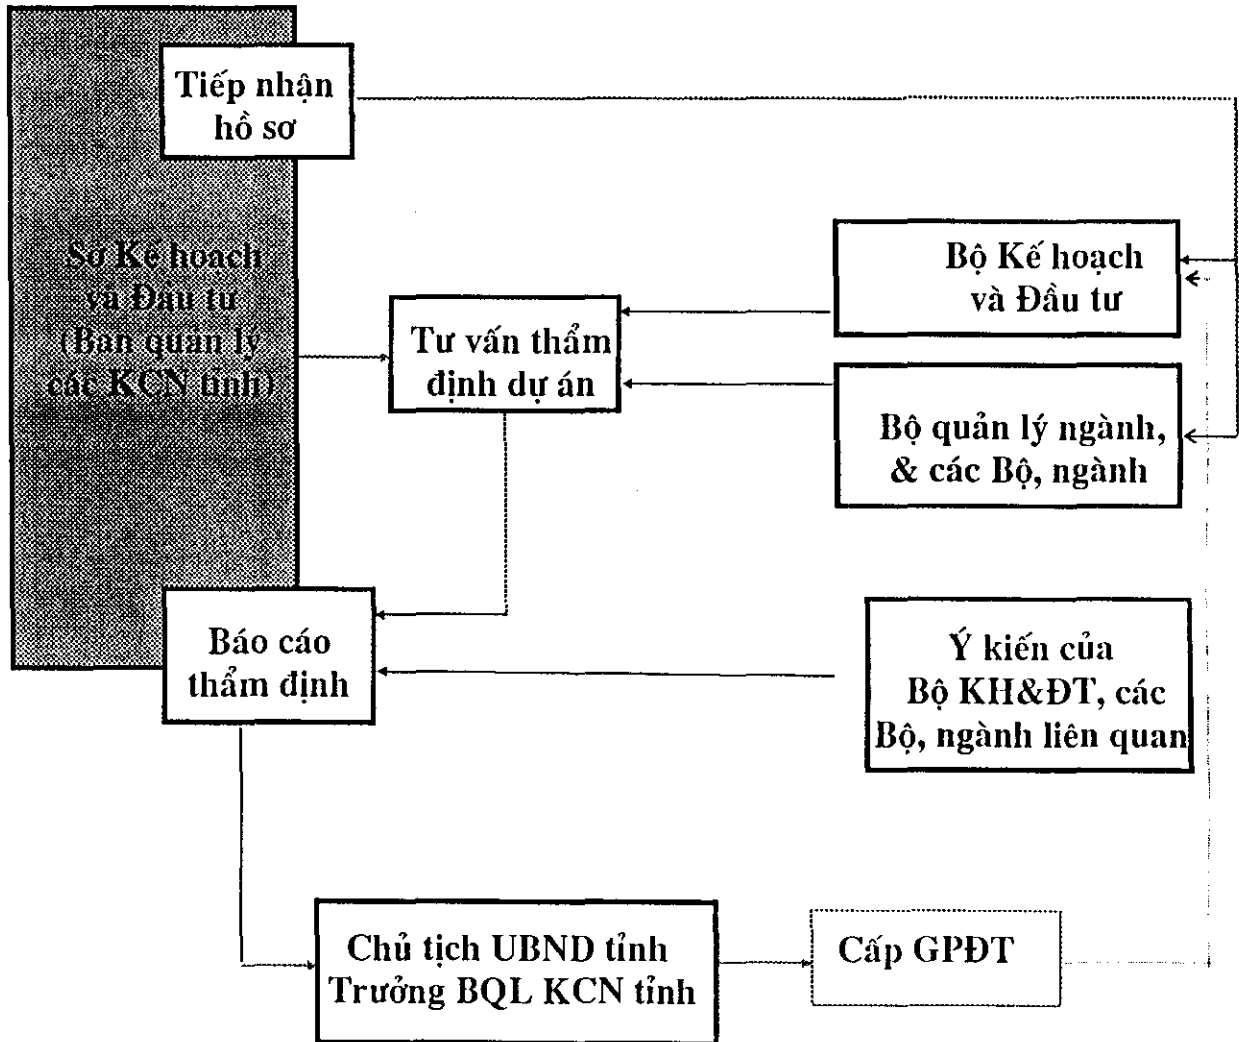 Tiếp nhận
hồ sơ
Sở Kế hoạch
và Đầu tư
(Ban quản lý
các KCN tỉnh)
Tư vấn thẩm
định dự án
Bộ Kế hoạch
và Đầu tư
Bộ quản lý ngành,
& các Bộ, ngành
Báo cáo
thẩm định
Ý kiến của
Bộ KH&ĐT, các
Bộ, ngành liên quan
Chủ tịch UBND tỉnh
Trưởng BQL KCN tỉnh
Cấp GPĐT